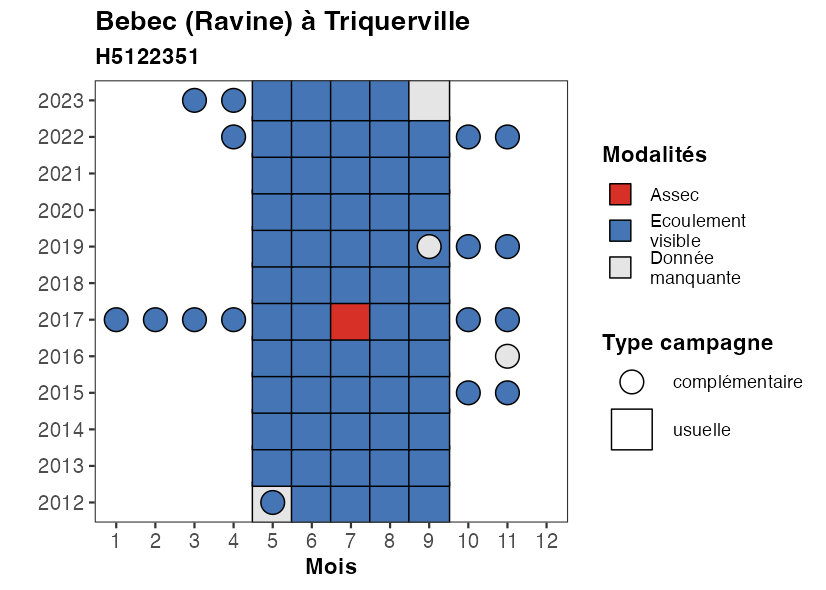 Bebec (Ravine) à Triquerville
H5122351
2023
2022
2021
2020
2019
2018
2017
2016
2015
2014
2013
2012
1 2 3 4 5 6 7 8 9 10 11 12
Mois
Modalités
Assec
Ecoulement
visible
Donnée
manquante
Type campagne
complémentaire
usuelle